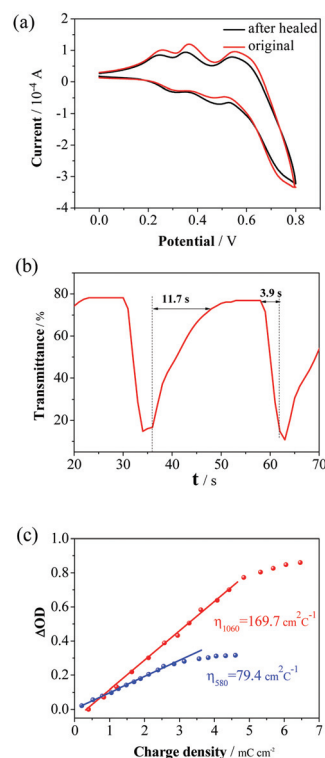 (a)
after healed
original
Current / 10⁻⁴ A
2
1
0
-1
-2
-3
-4
0.0 0.2 0.4 0.6 0.8
Potential / V
(b)
11.7 s
3.9 s
Transmittance / %
80
60
40
20
20 30 40 50 60 70
t / s
(c)
ΔOD
1.0
0.8
0.6
0.4
0.2
0.0
η₁₀₆₀=169.7 cm²C⁻¹
η₅₈₀=79.4 cm²C⁻¹
0 1 2 3 4 5 6 7
Charge density / mC cm⁻²